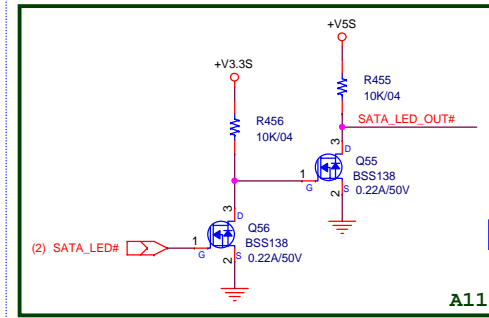 +V5S
+V3.3S
R455
10K/04
R456
10K/04
SATA_LED_OUT#
3
D
1
G
Q55
BSS138
0.22A/50V
2
S
3
D
(2) SATA_LED#
1
G
Q56
BSS138
0.22A/50V
2
S
A11